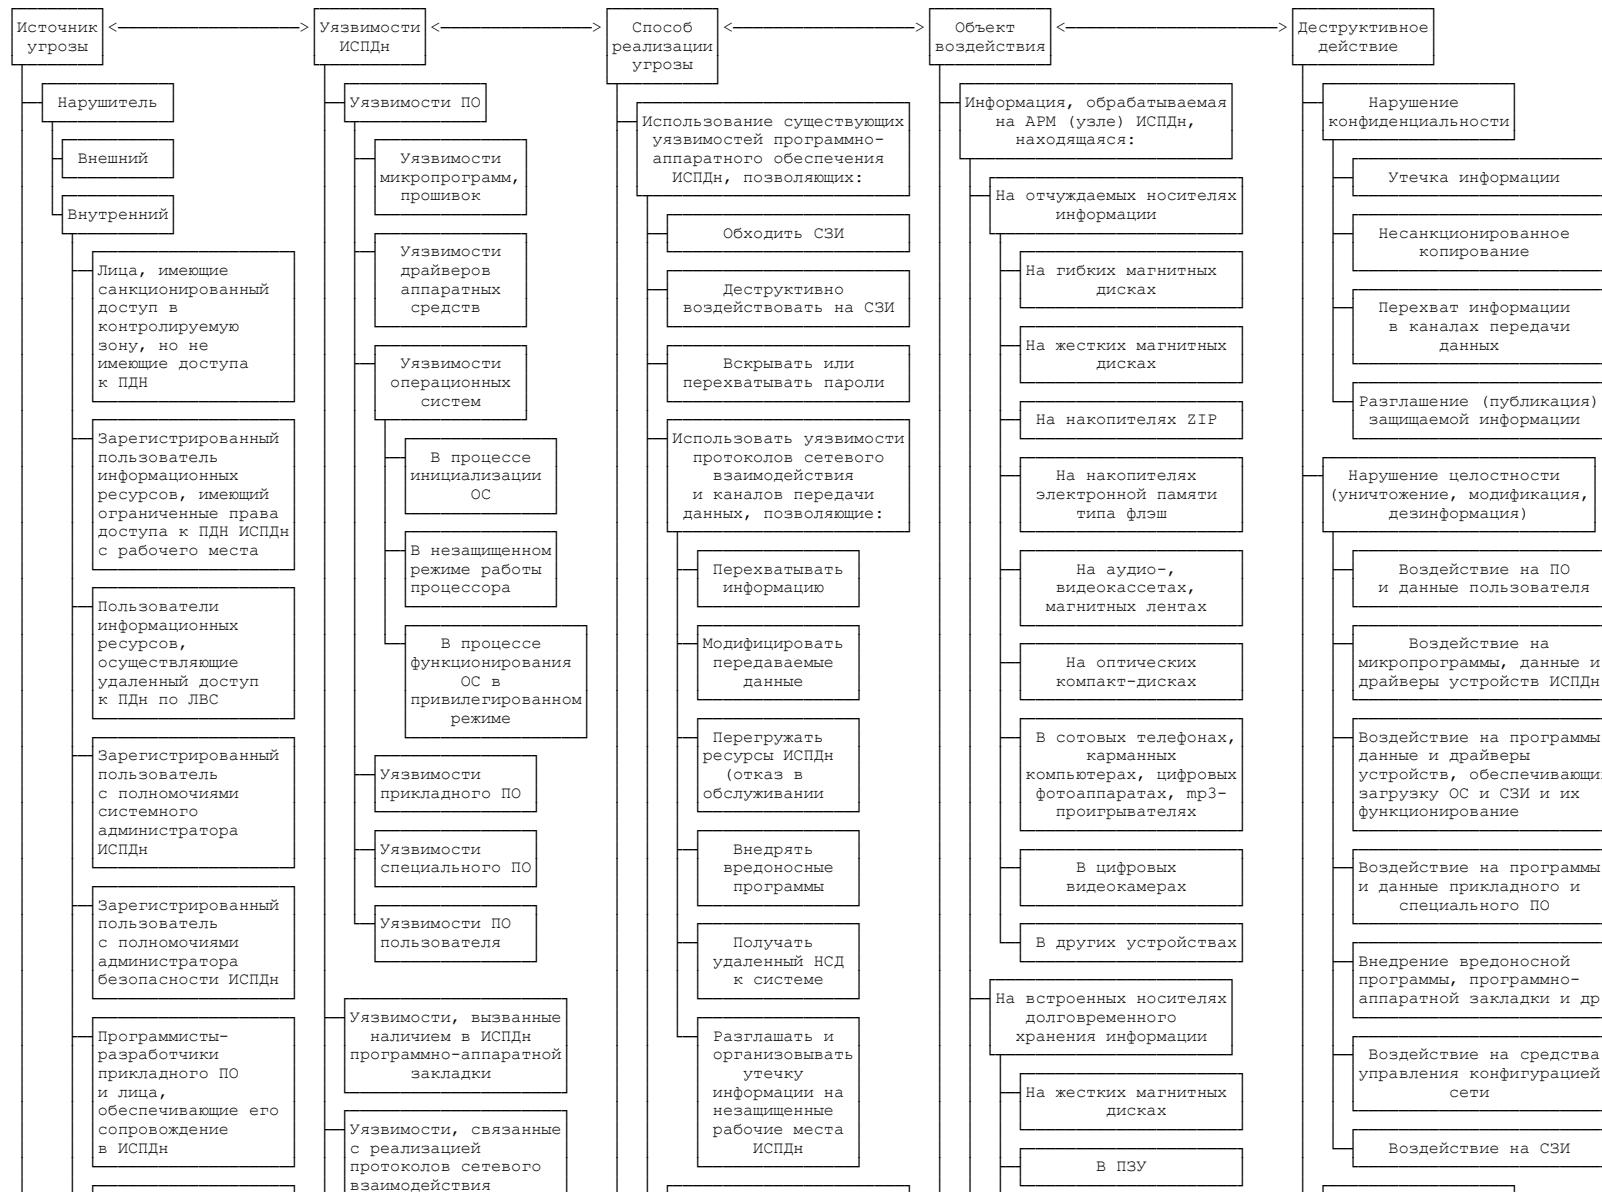 Источник
угрозы
Нарушитель
Внешний
Внутренний
Лица, имеющие
санкционированный
доступ в
контролируемую
зону, но не
имеющие доступа
к ПДН
Зарегистрированный
пользователь
информационных
ресурсов, имеющий
ограниченные права
доступа к ПДН ИСПДн
с рабочего места
Пользователи
информационных
ресурсов,
осуществляющие
удаленный доступ
к ПДн по ЛВС
Зарегистрированный
пользователь
с полномочиями
системного
администратора
ИСПДн
Зарегистрированный
пользователь
с полномочиями
администратора
безопасности ИСПДн
Программисты-
разработчики
прикладного ПО
и лица,
обеспечивающие его
сопровождение
в ИСПДн
Уязвимости
ИСПДн
Уязвимости ПО
Уязвимости
микропрограмм,
прошивок
Уязвимости
драйверов
аппаратных
средств
Уязвимости
операционных
систем
В процессе
инициализации
ОС
В незащищенном
режиме работы
процессора
В процессе
функционирования
ОС в
привилегированном
режиме
Уязвимости
прикладного ПО
Уязвимости
специального ПО
Уязвимости ПО
пользователя
Уязвимости, вызванные
наличием в ИСПДн
программно-аппаратной
закладки
Уязвимости, связанные
с реализацией
протоколов сетевого
взаимодействия
Способ
реализации
угрозы
Использование существующих
уязвимостей программно-
аппаратного обеспечения
ИСПДн, позволяющих:
Обходить СЗИ
Деструктивно
воздействовать на СЗИ
Вскрывать или
перехватывать пароли
Использовать уязвимости
протоколов сетевого
взаимодействия
и каналов передачи
данных, позволяющие:
Перехватывать
информацию
Модифицировать
передаваемые
данные
Перегружать
ресурсы ИСПДн
(отказ в
обслуживании
Внедрять
вредоносные
программы
Получать
удаленный НСД
к системе
Разглашать и
организовывать
утечку
информации на
незащищенные
рабочие места
ИСПДн
Объект
воздействия
Информация, обрабатываемая
на АРМ (узле) ИСПДн,
находящаяся:
На отчуждаемых носителях
информации
На гибких магнитных
дисках
На жестких магнитных
дисках
На накопителях ZIP
На накопителях
электронной памяти
типа флэш
На аудио-,
видеокассетах,
магнитных лентах
На оптических
компакт-дисках
В сотовых телефонах,
карманных
компьютерах, цифровых
фотоаппаратах, mp3-
проигрывателях
В цифровых
видеокамерах
В других устройствах
На встроенных носителях
долговременного
хранения информации
На жестких магнитных
дисках
В ПЗУ
Деструктивное
действие
Нарушение
конфиденциальности
Утечка информации
Несанкционированное
копирование
Перехват информации
в каналах передачи
данных
Разглашение (публикация)
защищаемой информации
Нарушение целостности
(уничтожение, модификация,
дезинформация)
Воздействие на ПО
и данные пользователя
Воздействие на
микропрограммы, данные и
драйверы устройств ИСПДн
Воздействие на программы
данные и драйверы
устройств, обеспечивающи
загрузку ОС и СЗИ и их
функционирование
Воздействие на программы
и данные прикладного и
специального ПО
Внедрение вредоносной
программы, программно-
аппаратной закладки и др
Воздействие на средства
управления конфигурацией
сети
Воздействие на СЗИ